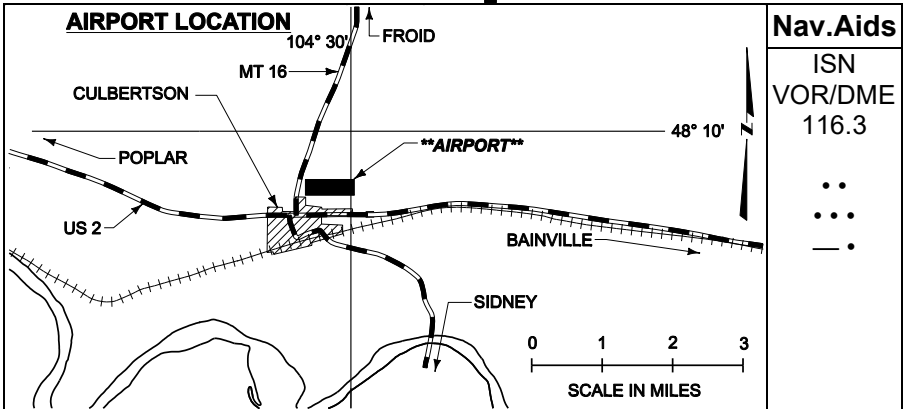 AIRPORT LOCATION
104° 30'
FROID
MT 16
CULBERTSON
48° 10'
N
**AIRPORT**
POPLAR
US 2
BAINVILLE
SIDNEY
0 1 2 3
SCALE IN MILES
Nav.Aids
ISN
VOR/DME
116.3
• •
• • •
— •